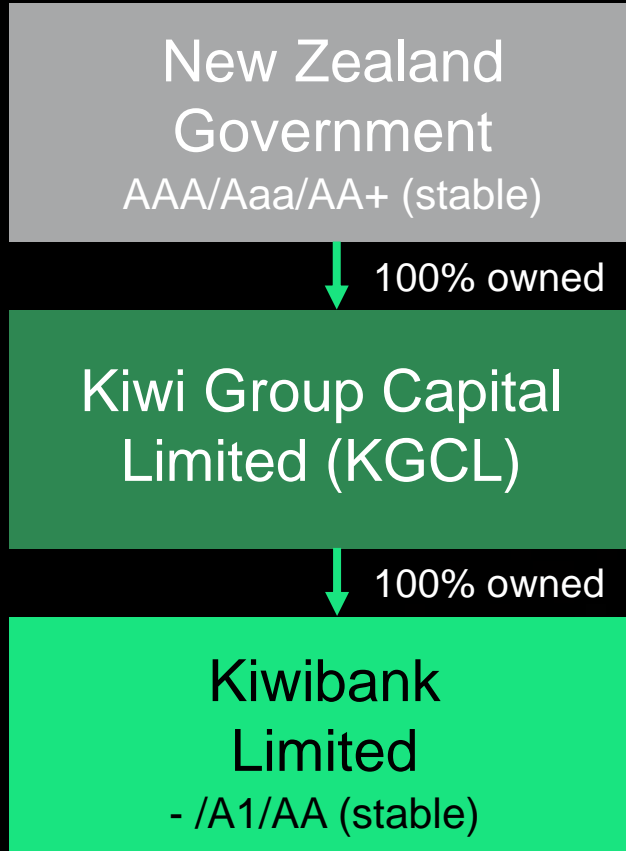 New Zealand
Government
AAA/Aaa/AA+ (stable)
100% owned
Kiwi Group Capital
Limited (KGCL)
100% owned
Kiwibank
Limited
- /A1/AA (stable)